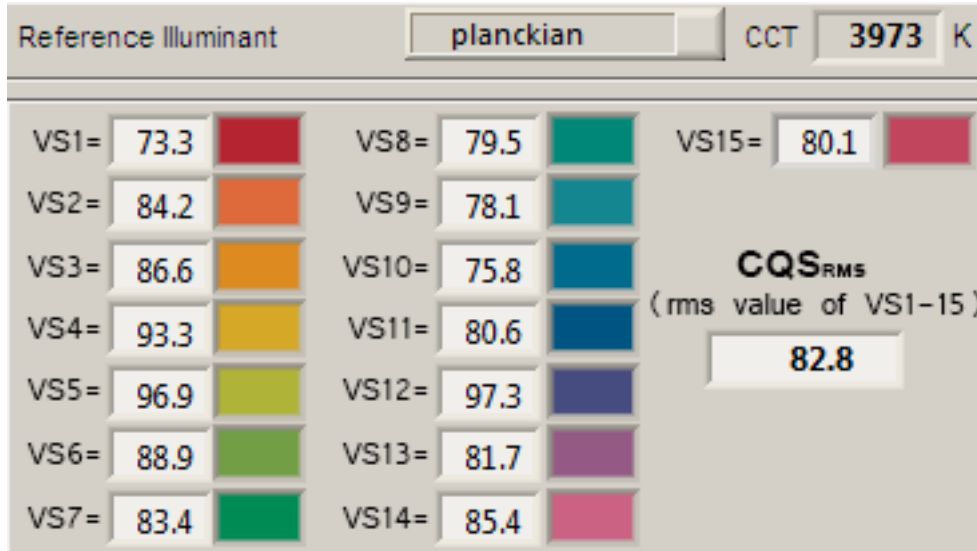 Reference Illuminant planckian CCT 3973 K
VS1= 73.3 VS8= 79.5 VS15= 80.1
VS2= 84.2 VS9= 78.1
VS3= 86.6 VS10= 75.8 CQSRMS
VS4= 93.3 VS11= 80.6 (rms value of VS1-15)
VS5= 96.9 VS12= 97.3 82.8
VS6= 88.9 VS13= 81.7
VS7= 83.4 VS14= 85.4